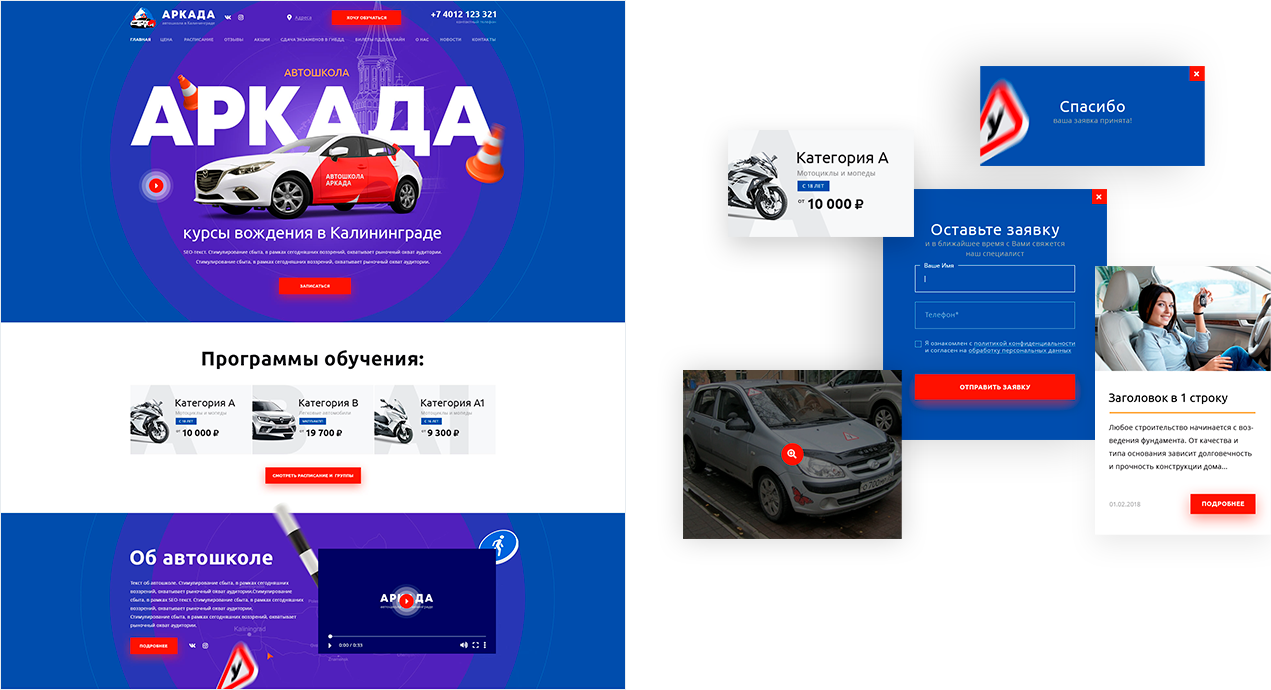 АРКАДА
автошкола в Калининграде
Адреса
ХОЧУ ОБУЧАТЬСЯ
+7 4012 123 321
контактный телефон
ГЛАВНАЯ ЦЕНА РАСПИСАНИЕ ОТЗЫВЫ АКЦИИ СДАЧА ЭКЗАМЕНОВ В ГИБДД БИЛЕТЫ ПДД ОНЛАЙН О НАС НОВОСТИ КОНТАКТЫ
АВТОШКОЛА
АРКАДА
АВТОШКОЛА
АРКАДА
курсы вождения в Калининграде
SEO-текст. Стимулирование сбыта, в рамках сегодняшних воззрений, охватывает рыночный охват аудитории.
Стимулирование сбыта, в рамках сегодняшних воззрений, охватывает рыночный охват аудитории.
ЗАПИСАТЬСЯ
Программы обучения:
A
Категория A
Мотоциклы и мопеды
С 18 ЛЕТ
от 10 000 ₽
B
Категория B
Легковые автомобили
от 19 700 ₽
A1
Категория A1
Мотоциклы и мопеды
С 16 ЛЕТ
от 9 300 ₽
СМОТРЕТЬ РАСПИСАНИЕ И ГРУППЫ
Об автошколе
Текст об автошколе. Стимулирование сбыта, в рамках сегодняшних
воззрений, охватывает рыночный охват аудитории.Стимулирование
сбыта, в рамках SEO-текст. Стимулирование сбыта, в рамках сегодняшних
воззрений, охватывает рыночный охват аудитории.
Стимулирование сбыта, в рамках сегодняшних воззрений, охватывает
рыночный охват аудитории.
Kaliningrad
ПОДРОБНЕЕ
АРКАДА
0:00 / 0:33
Спасибо
ваша заявка принята!
A
Категория A
Мотоциклы и мопеды
С 18 ЛЕТ
от 10 000 ₽
Оставьте заявку
и в ближайшее время с Вами свяжется
наш специалист
Ваше Имя
Телефон*
Я ознакомлен с политикой конфиденциальности
и согласен на обработку персональных данных
ОТПРАВИТЬ ЗАЯВКУ
Заголовок в 1 строку
Любое строительство начинается с воз-
ведения фундамента. От качества и
типа основания зависит долговечность
и прочность конструкции дома...
01.02.2018
ПОДРОБНЕЕ